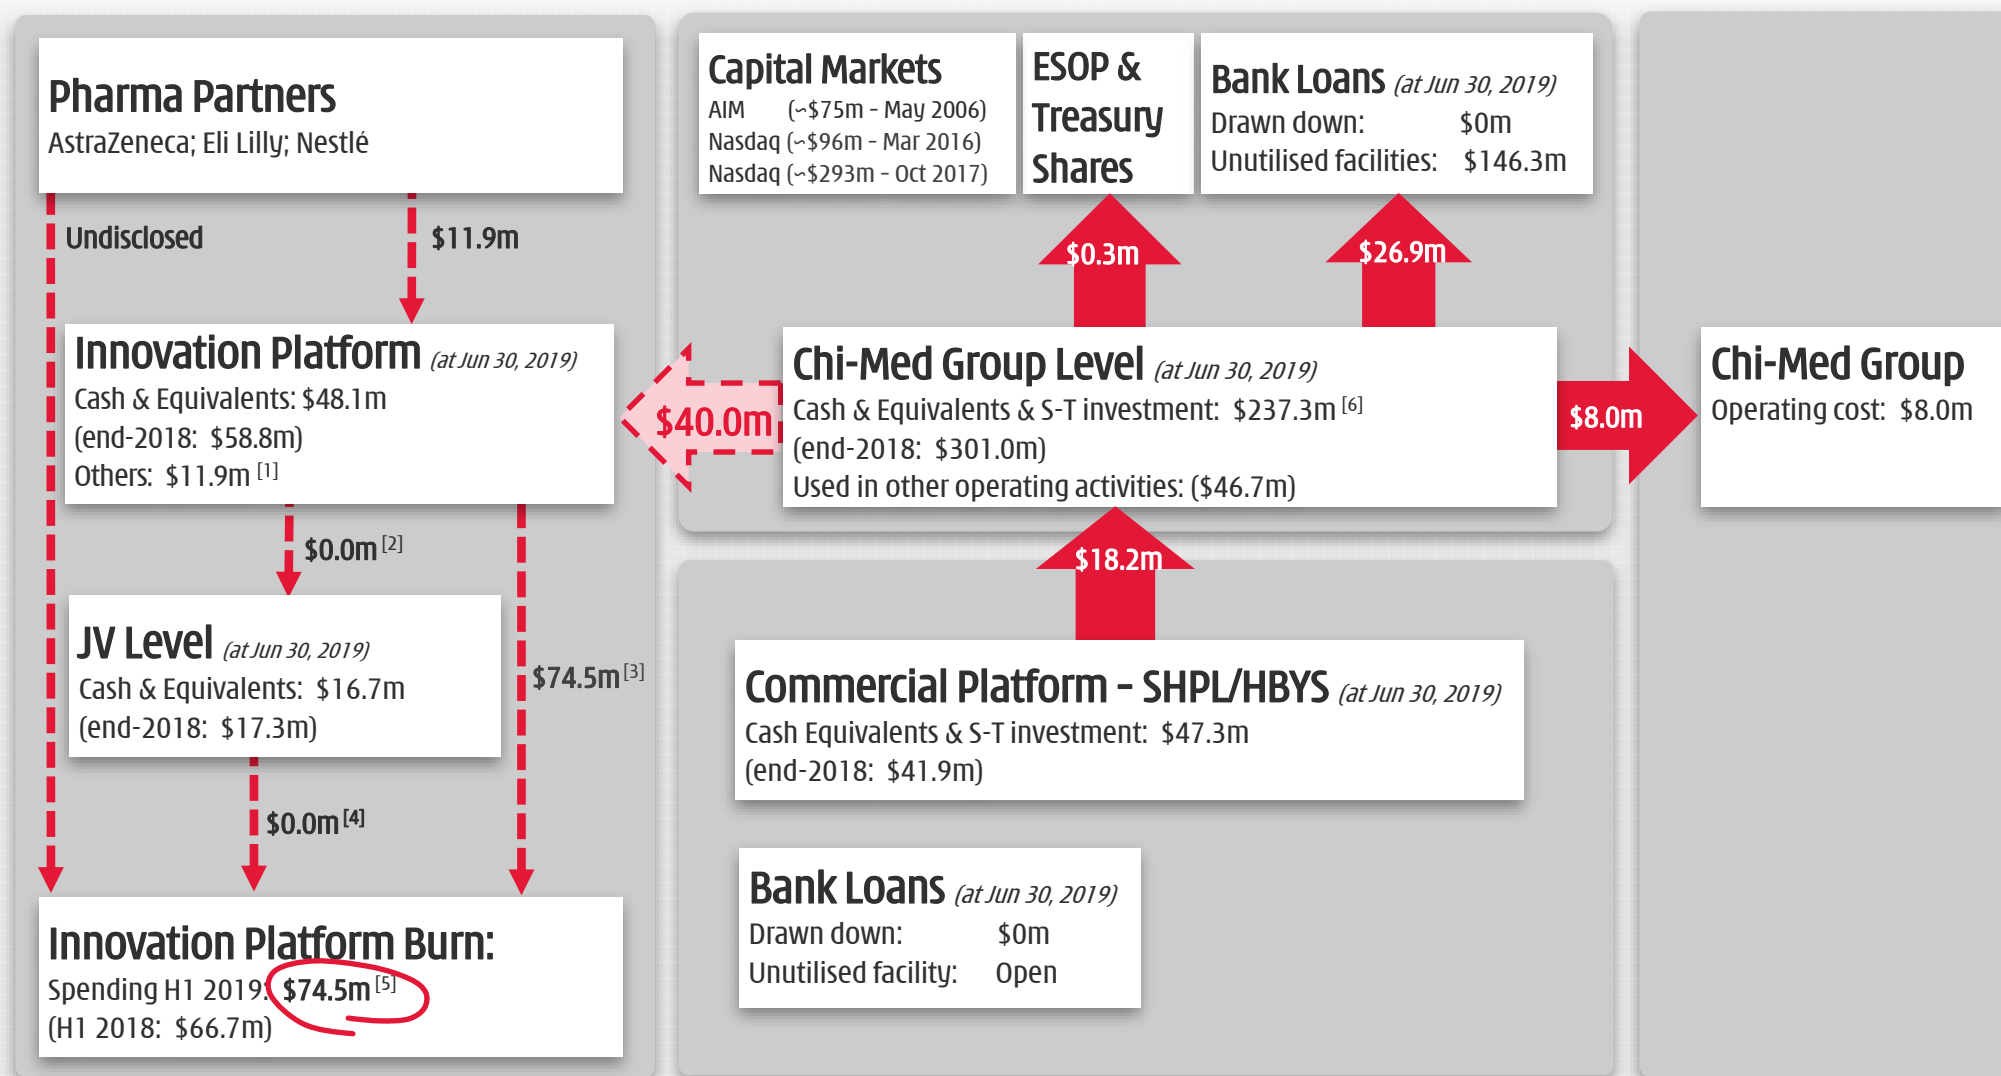 Pharma Partners
AstraZeneca; Eli Lilly; Nestlé
Undisclosed
$11.9m
Innovation Platform (at Jun 30, 2019)
Cash & Equivalents: $48.1m
(end-2018: $58.8m)
Others: $11.9m [1]
$0.0m [2]
JV Level (at Jun 30, 2019)
Cash & Equivalents: $16.7m
(end-2018: $17.3m)
$74.5m [3]
$0.0m [4]
Innovation Platform Burn:
Spending H1 2019: $74.5m [5]
(H1 2018: $66.7m)
Capital Markets
AIM (~$75m – May 2006)
Nasdaq (~$96m – Mar 2016)
Nasdaq (~$293m – Oct 2017)
ESOP &
Treasury
Shares
Bank Loans (at Jun 30, 2019)
Drawn down: $0m
Unutilised facilities: $146.3m
$0.3m
$26.9m
$40.0m
Chi-Med Group Level (at Jun 30, 2019)
Cash & Equivalents & S-T investment: $237.3m [6]
(end-2018: $301.0m)
Used in other operating activities: ($46.7m)
$8.0m
Chi-Med Group
Operating cost: $8.0m
$18.2m
Commercial Platform – SHPL/HBYS (at Jun 30, 2019)
Cash Equivalents & S-T investment: $47.3m
(end-2018: $41.9m)
Bank Loans (at Jun 30, 2019)
Drawn down: $0m
Unutilised facility: Open